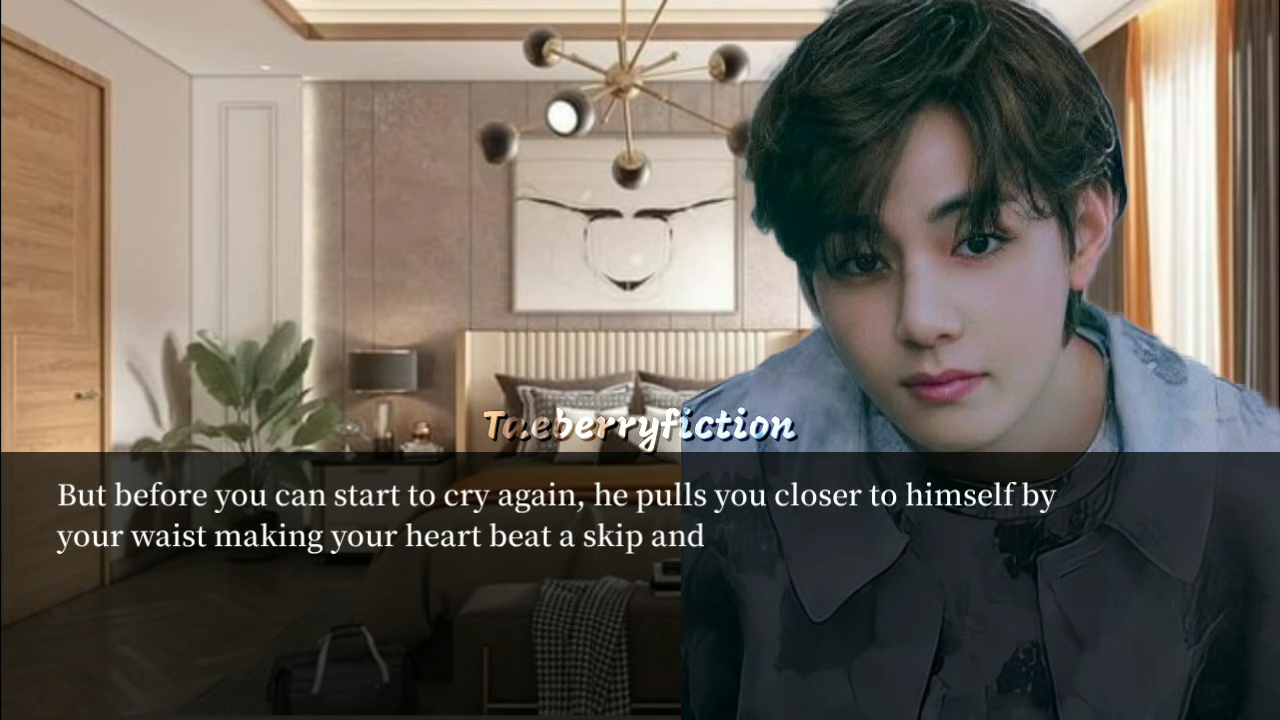 Taeberryfiction
But before you can start to cry again, he pulls you closer to himself by
your waist making your heart beat a skip and